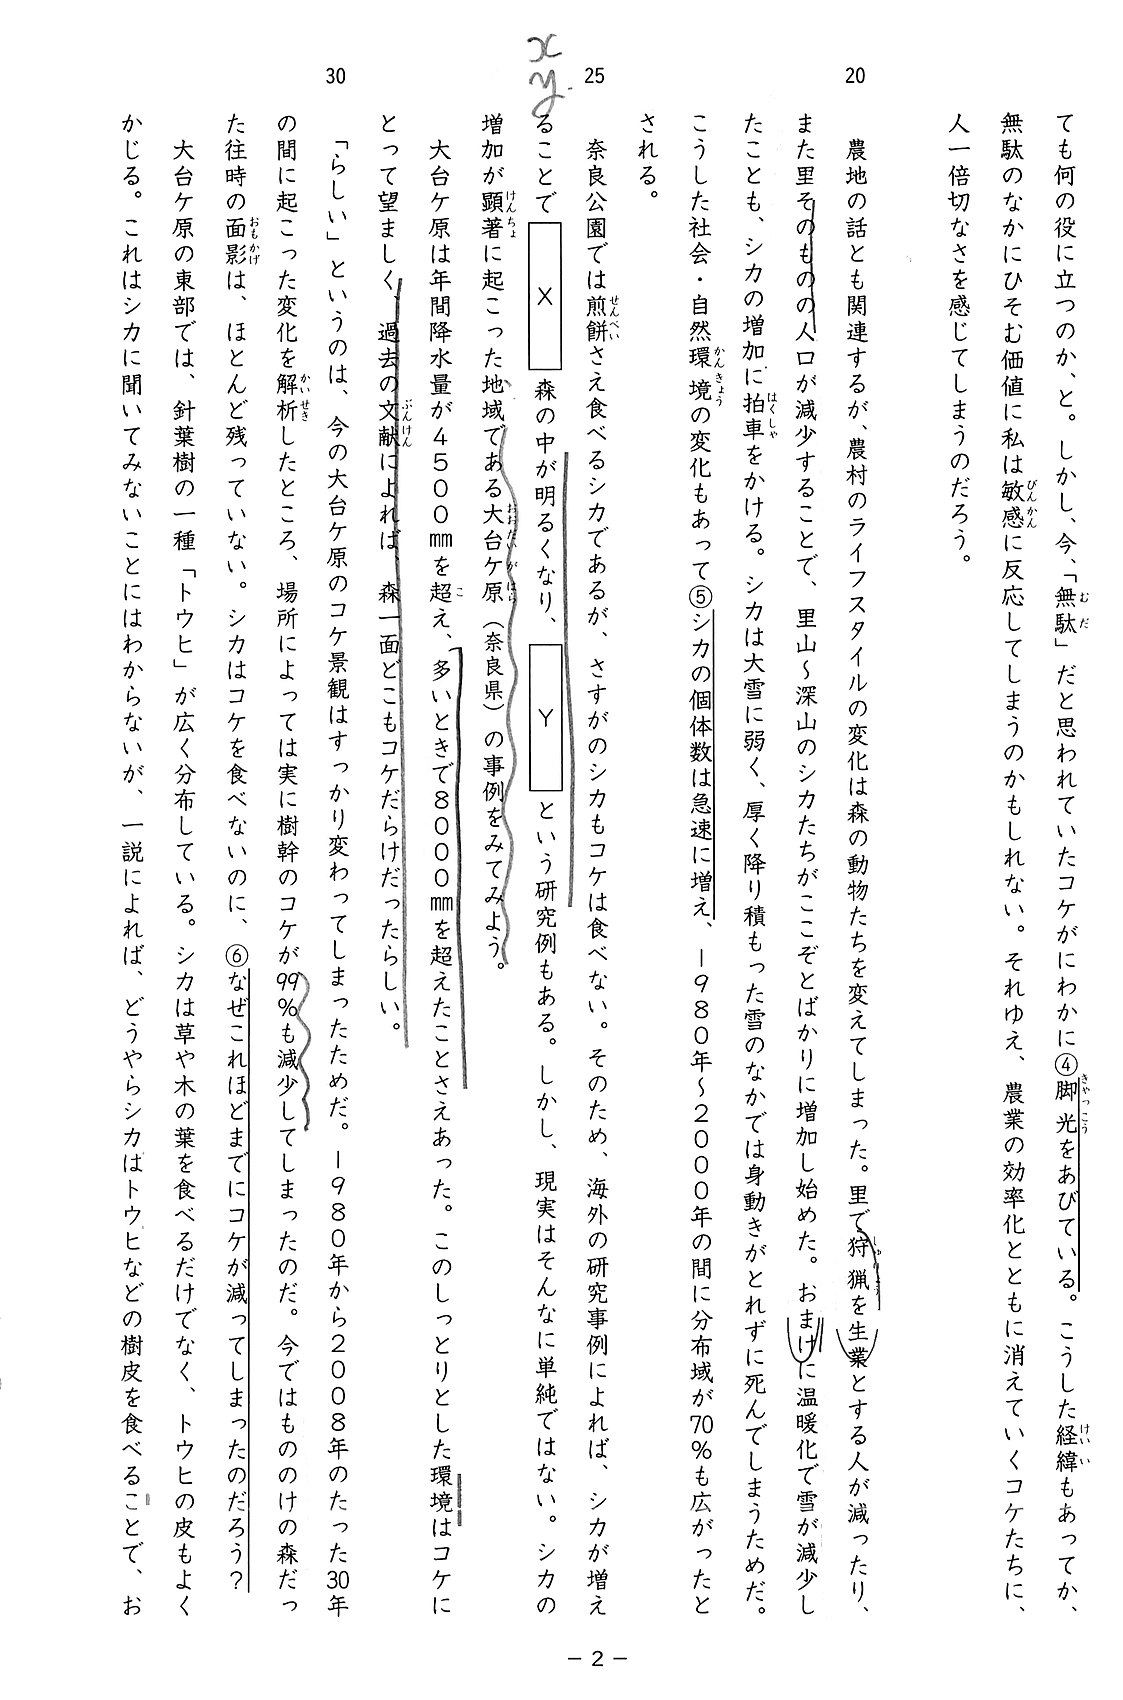 ても何の役に立つのか、と。しかし、今、「無駄」だと思われていたコケがにわかに④脚光をあびている。こうした経緯もあってか、
無駄のなかにひそむ価値に私は敏感に反応してしまうのかもしれない。それゆえ、農業の効率化とともに消えていくコケたちに、
人一倍切なさを感じてしまうのだろう。
20
農地の話とも関連するが、農村のライフスタイルの変化は森の動物たちを変えてしまった。里で狩猟を生業とする人が減ったり、
また里そのものの人口が減少することで、里山～深山のシカたちがここぞとばかりに増加し始めた。おまけに温暖化で雪が減少し
たことも、シカの増加に拍車をかける。シカは大雪に弱く、厚く降り積もった雪のなかでは身動きがとれずに死んでしまうためだ。
こうした社会・自然環境の変化もあって⑤シカの個体数は急速に増え、1980年～2000年の間に分布域が70％も広がったと
される。
25
奈良公園では煎餅さえ食べるシカであるが、さすがのシカもコケは食べない。そのため、海外の研究事例によれば、シカが増え
x y
ることで X 森の中が明るくなり、 Y という研究例もある。しかし、現実はそんなに単純ではない。シカの
増加が顕著に起こった地域である大台ケ原（奈良県）の事例をみてみよう。
大台ケ原は年間降水量が4500㎜を超え、多いときで8000㎜を超えたことさえあった。このしっとりとした環境はコケに
とって望ましく、過去の文献によれば、森一面どこもコケだらけだったらしい。
30
「らしい」というのは、今の大台ケ原のコケ景観はすっかり変わってしまったためだ。1980年から2008年のたった30年
の間に起こった変化を解析したところ、場所によっては実に樹幹のコケが99％も減少してしまったのだ。今ではもののけの森だっ
た往時の面影は、ほとんど残っていない。シカはコケを食べないのに、⑥なぜこれほどまでにコケが減ってしまったのだろう？
大台ケ原の東部では、針葉樹の一種「トウヒ」が広く分布している。シカは草や木の葉を食べるだけでなく、トウヒの皮もよく
かじる。これはシカに聞いてみないことにはわからないが、一説によれば、どうやらシカはトウヒなどの樹皮を食べることで、お
－2－